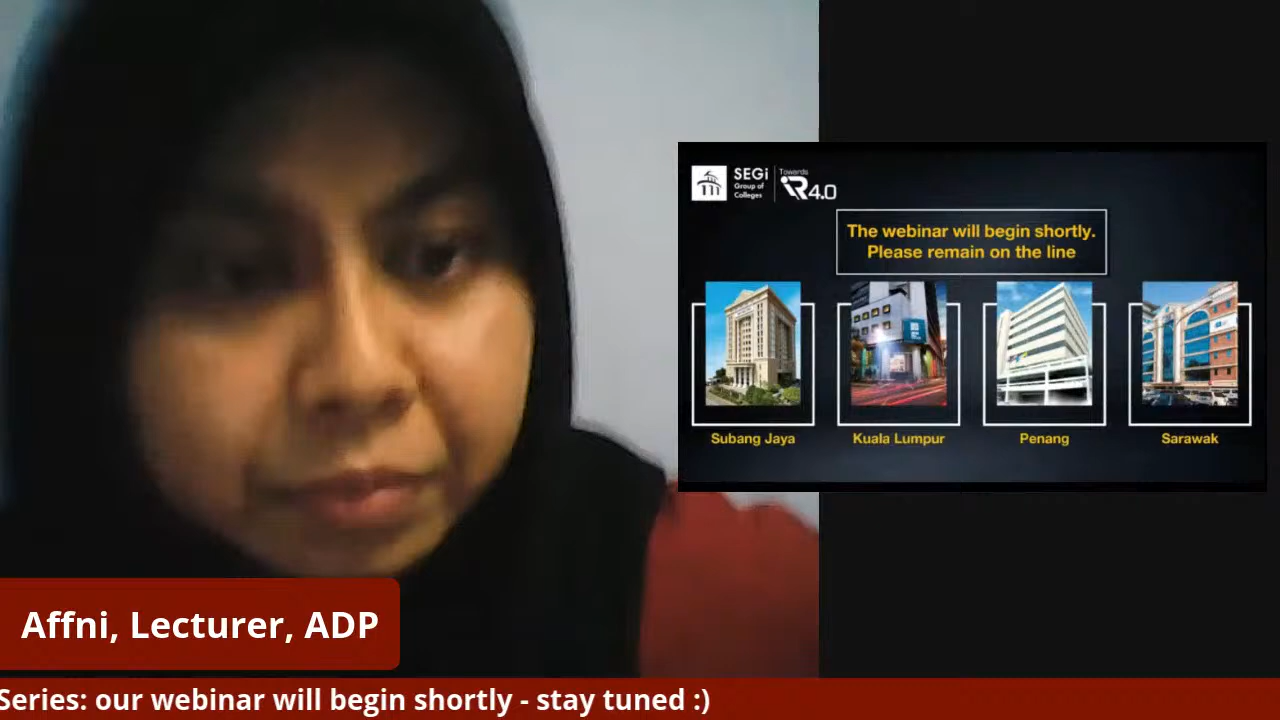 SEGi
Group of
Colleges
Towards
iR4.0
The webinar will begin shortly.
Please remain on the line
Subang Jaya
Kuala Lumpur
Penang
Sarawak
Affni, Lecturer, ADP
Series: our webinar will begin shortly - stay tuned :)